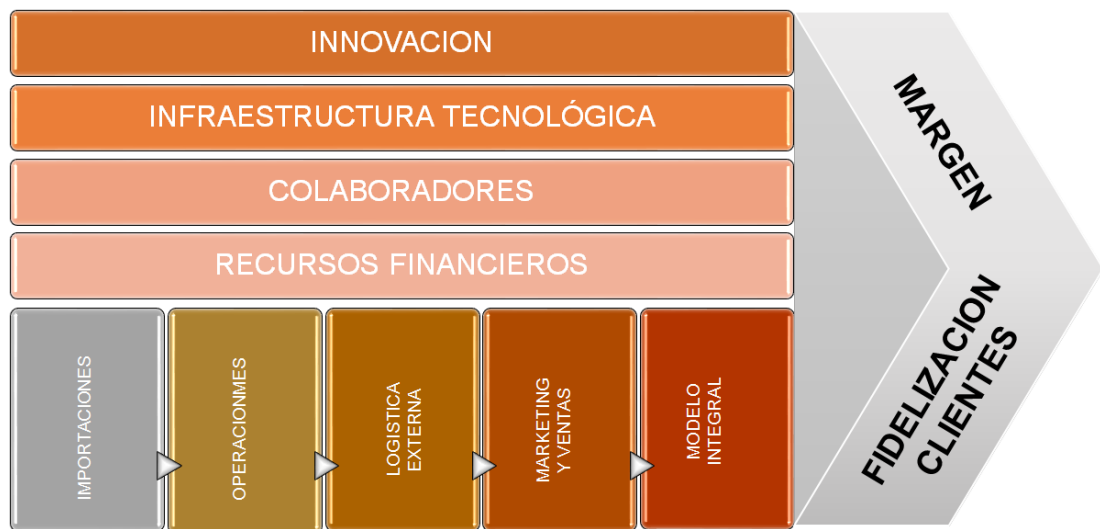 INNOVACION
INFRAESTRUCTURA TECNOLÓGICA
COLABORADORES
RECURSOS FINANCIEROS
IMPORTACIONES
OPERACIONMES
LOGISTICA
EXTERNA
MARKETING
Y VENTAS
MODELO
INTEGRAL
MARGEN
FIDELIZACION
CLIENTES